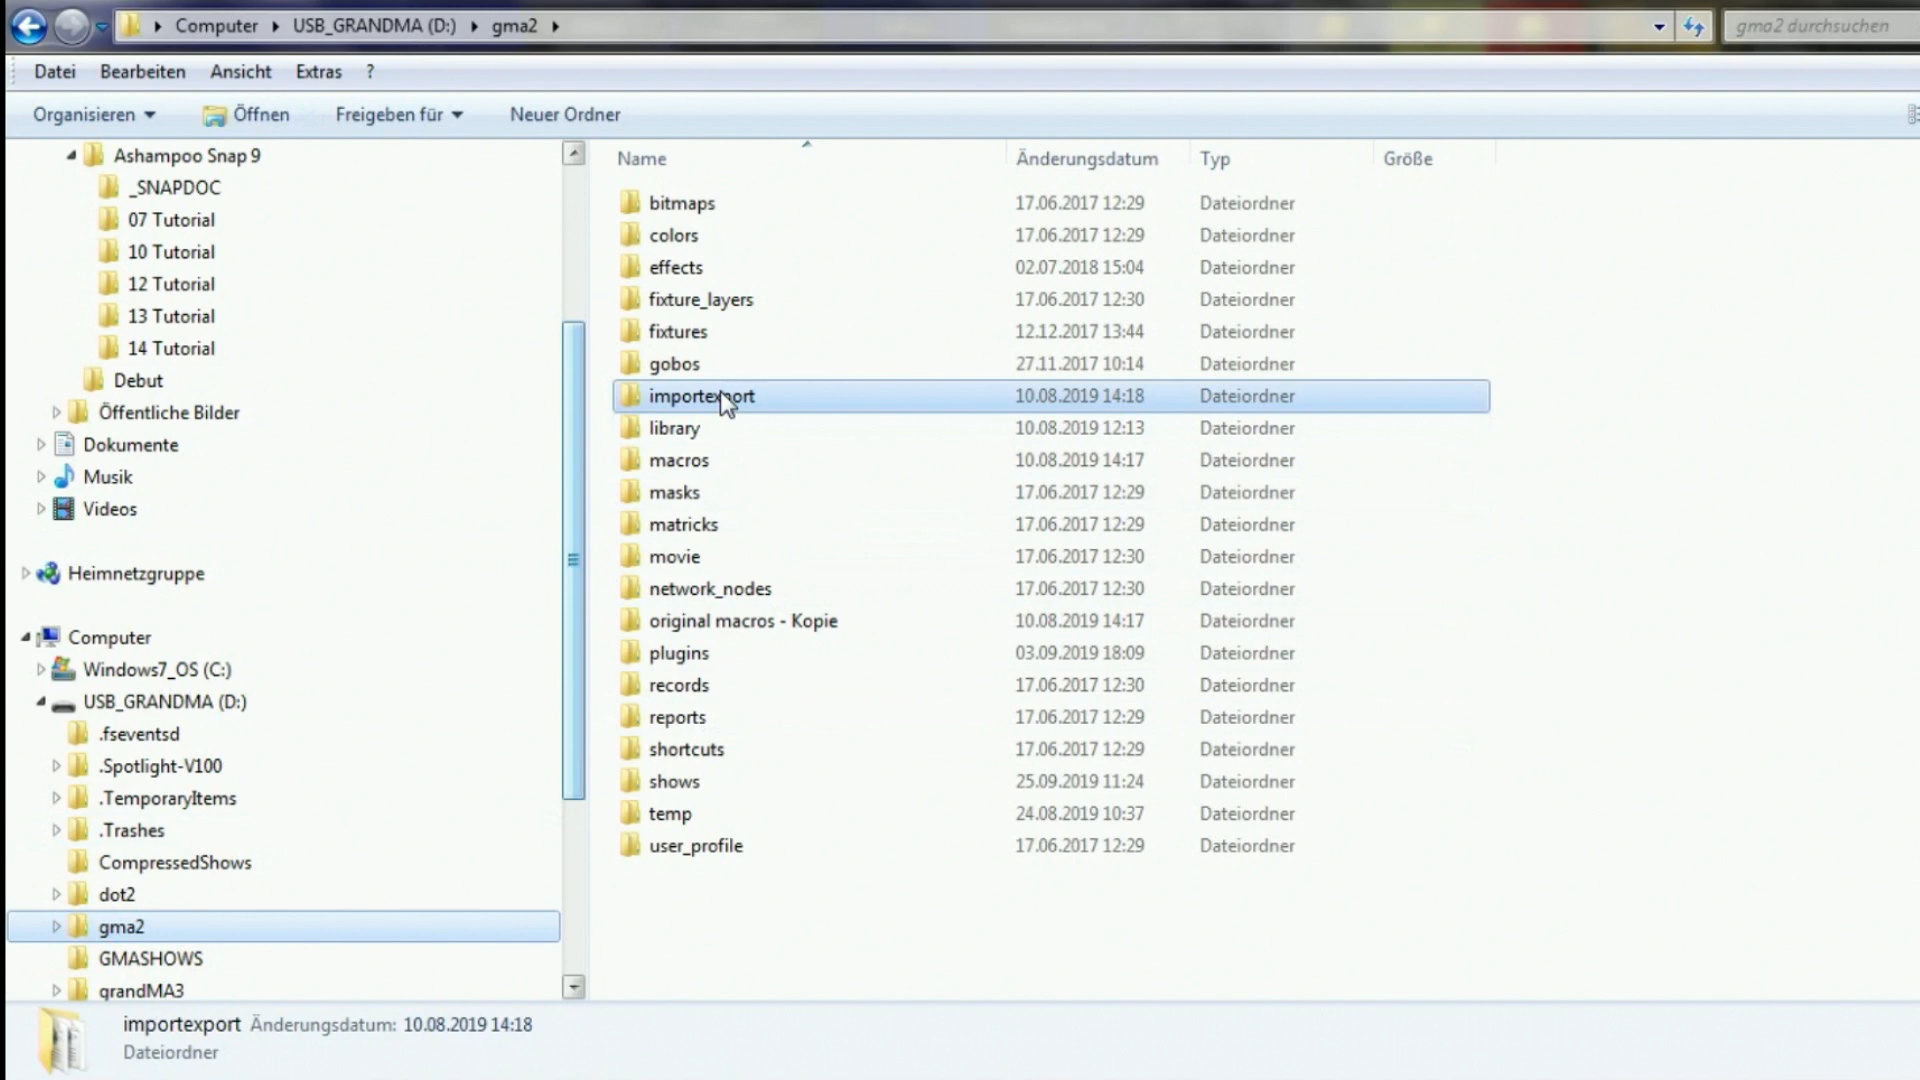 Computer USB_GRANDMA (D:) gma2
gma2 durchsuchen
Datei Bearbeiten Ansicht Extras ?
Organisieren Öffnen Freigeben für Neuer Ordner
Ashampoo Snap 9
_SNAPDOC
07 Tutorial
10 Tutorial
12 Tutorial
13 Tutorial
14 Tutorial
Debut
Öffentliche Bilder
Dokumente
Musik
Videos
Heimnetzgruppe
Computer
Windows7_OS (C:)
USB_GRANDMA (D:)
.fseventsd
.Spotlight-V100
.TemporaryItems
.Trashes
CompressedShows
dot2
gma2
GMASHOWS
grandMA3
Name Änderungsdatum Typ Größe
bitmaps 17.06.2017 12:29 Dateiordner
colors 17.06.2017 12:29 Dateiordner
effects 02.07.2018 15:04 Dateiordner
fixture_layers 17.06.2017 12:30 Dateiordner
fixtures 12.12.2017 13:44 Dateiordner
gobos 27.11.2017 10:14 Dateiordner
importexport 10.08.2019 14:18 Dateiordner
library 10.08.2019 12:13 Dateiordner
macros 10.08.2019 14:17 Dateiordner
masks 17.06.2017 12:29 Dateiordner
matricks 17.06.2017 12:29 Dateiordner
movie 17.06.2017 12:30 Dateiordner
network_nodes 17.06.2017 12:30 Dateiordner
original macros - Kopie 10.08.2019 14:17 Dateiordner
plugins 03.09.2019 18:09 Dateiordner
records 17.06.2017 12:30 Dateiordner
reports 17.06.2017 12:29 Dateiordner
shortcuts 17.06.2017 12:29 Dateiordner
shows 25.09.2019 11:24 Dateiordner
temp 24.08.2019 10:37 Dateiordner
user_profile 17.06.2017 12:29 Dateiordner
importexport Änderungsdatum: 10.08.2019 14:18
Dateiordner